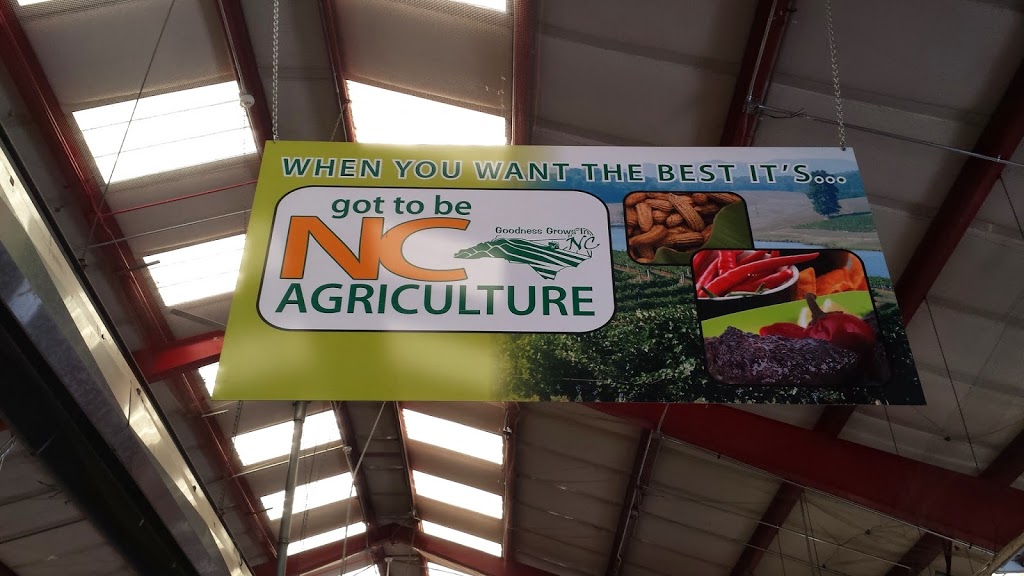 WHEN YOU WANT THE BEST IT'S...
got to be
NC
Goodness Grows In
NC
AGRICULTURE